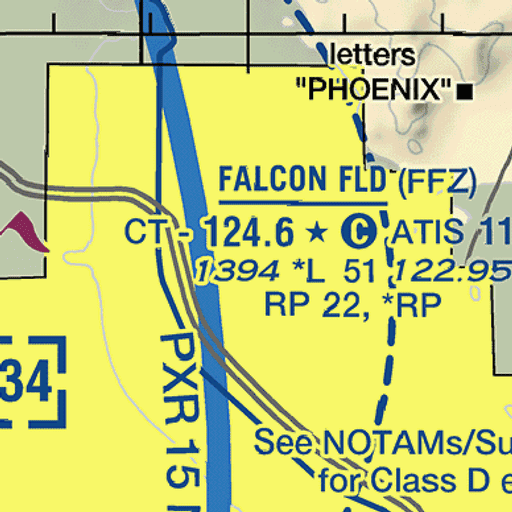 letters
"PHOENIX"
FALCON FLD (FFZ)
CT - 124.6 ★ C ATIS 11
1394 *L 51 122.95
RP 22, *RP
34
PXR 15
See NOTAMs/Su
for Class D e